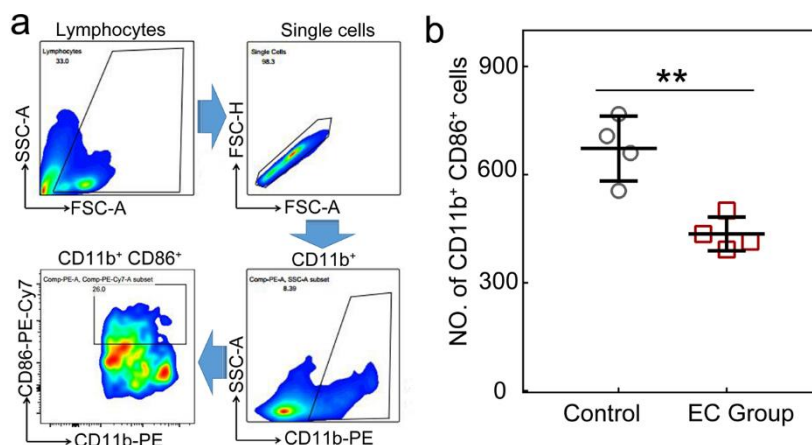 a
Lymphocytes
Lymphocytes
33.0
SSC-A
FSC-A
Single cells
Single Cells
98.3
FSC-H
FSC-A
CD11b⁺
Comp-PE-A, SSC-A subset
8.39
SSC-A
CD11b-PE
CD11b⁺ CD86⁺
Comp-PE-A, Comp-PE-Cy7-A subset
26.0
CD86-PE-Cy7
CD11b-PE
b
NO. of CD11b⁺ CD86⁺ cells
900
600
300
0
**
Control
EC Group